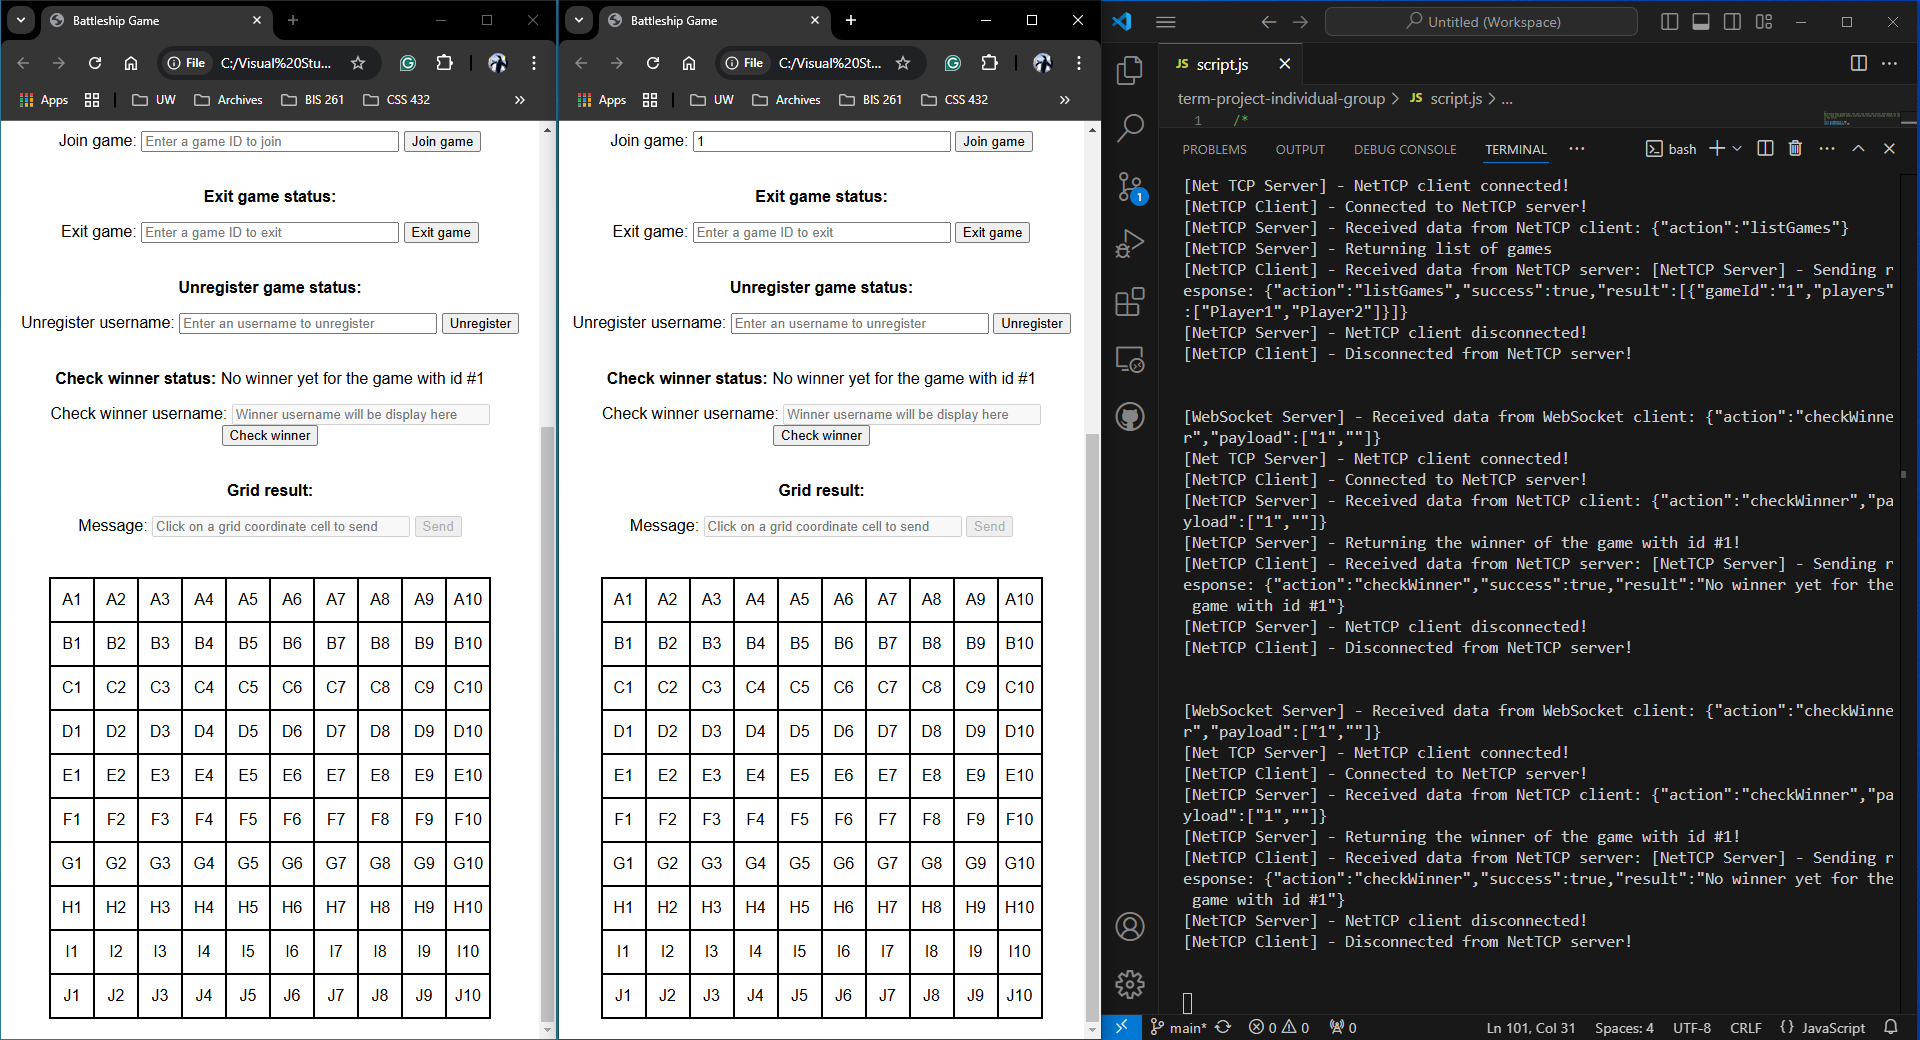 Battleship Game
File C:/Visual%20Stu...
Apps UW Archives BIS 261 CSS 432 »
Join game: Enter a game ID to join Join game
Exit game status:
Exit game: Enter a game ID to exit Exit game
Unregister game status:
Unregister username: Enter an username to unregister Unregister
Check winner status: No winner yet for the game with id #1
Check winner username: Winner username will be display here
Check winner
Grid result:
Message: Click on a grid coordinate cell to send Send
A1 A2 A3 A4 A5 A6 A7 A8 A9 A10
B1 B2 B3 B4 B5 B6 B7 B8 B9 B10
C1 C2 C3 C4 C5 C6 C7 C8 C9 C10
D1 D2 D3 D4 D5 D6 D7 D8 D9 D10
E1 E2 E3 E4 E5 E6 E7 E8 E9 E10
F1 F2 F3 F4 F5 F6 F7 F8 F9 F10
G1 G2 G3 G4 G5 G6 G7 G8 G9 G10
H1 H2 H3 H4 H5 H6 H7 H8 H9 H10
I1 I2 I3 I4 I5 I6 I7 I8 I9 I10
J1 J2 J3 J4 J5 J6 J7 J8 J9 J10
Battleship Game
File C:/Visual%20St...
Apps UW Archives BIS 261 CSS 432 »
Join game: 1 Join game
Exit game status:
Exit game: Enter a game ID to exit Exit game
Unregister game status:
Unregister username: Enter an username to unregister Unregister
Check winner status: No winner yet for the game with id #1
Check winner username: Winner username will be display here
Check winner
Grid result:
Message: Click on a grid coordinate cell to send Send
A1 A2 A3 A4 A5 A6 A7 A8 A9 A10
B1 B2 B3 B4 B5 B6 B7 B8 B9 B10
C1 C2 C3 C4 C5 C6 C7 C8 C9 C10
D1 D2 D3 D4 D5 D6 D7 D8 D9 D10
E1 E2 E3 E4 E5 E6 E7 E8 E9 E10
F1 F2 F3 F4 F5 F6 F7 F8 F9 F10
G1 G2 G3 G4 G5 G6 G7 G8 G9 G10
H1 H2 H3 H4 H5 H6 H7 H8 H9 H10
I1 I2 I3 I4 I5 I6 I7 I8 I9 I10
J1 J2 J3 J4 J5 J6 J7 J8 J9 J10
Untitled (Workspace)
JS script.js
term-project-individual-group > JS script.js > ...
1 /*
PROBLEMS OUTPUT DEBUG CONSOLE TERMINAL ... bash
[Net TCP Server] - NetTCP client connected!
[NetTCP Client] - Connected to NetTCP server!
[NetTCP Server] - Received data from NetTCP client: {"action":"listGames"}
[NetTCP Server] - Returning list of games
[NetTCP Client] - Received data from NetTCP server: [NetTCP Server] - Sending r
esponse: {"action":"listGames","success":true,"result":[{"gameId":"1","players"
:["Player1","Player2"]}]}
[NetTCP Server] - NetTCP client disconnected!
[NetTCP Client] - Disconnected from NetTCP server!
[WebSocket Server] - Received data from WebSocket client: {"action":"checkWinne
r","payload":["1",""]}
[Net TCP Server] - NetTCP client connected!
[NetTCP Client] - Connected to NetTCP server!
[NetTCP Server] - Received data from NetTCP client: {"action":"checkWinner","pa
yload":["1",""]}
[NetTCP Server] - Returning the winner of the game with id #1!
[NetTCP Client] - Received data from NetTCP server: [NetTCP Server] - Sending r
esponse: {"action":"checkWinner","success":true,"result":"No winner yet for the
game with id #1"}
[NetTCP Server] - NetTCP client disconnected!
[NetTCP Client] - Disconnected from NetTCP server!
[WebSocket Server] - Received data from WebSocket client: {"action":"checkWinne
r","payload":["1",""]}
[Net TCP Server] - NetTCP client connected!
[NetTCP Client] - Connected to NetTCP server!
[NetTCP Server] - Received data from NetTCP client: {"action":"checkWinner","pa
yload":["1",""]}
[NetTCP Server] - Returning the winner of the game with id #1!
[NetTCP Client] - Received data from NetTCP server: [NetTCP Server] - Sending r
esponse: {"action":"checkWinner","success":true,"result":"No winner yet for the
game with id #1"}
[NetTCP Server] - NetTCP client disconnected!
[NetTCP Client] - Disconnected from NetTCP server!
1
main* 0 0 0 Ln 101, Col 31 Spaces: 4 UTF-8 CRLF {} JavaScript